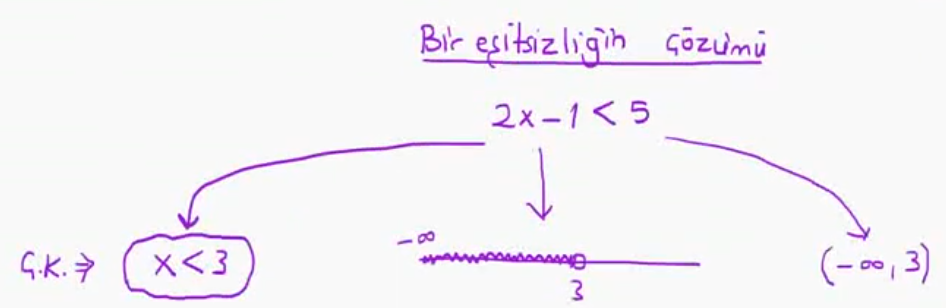 Bir eşitsizliğin çözümü
2x-1<5
Ç.K.⇒ x<3
-∞
3
(-∞,3)